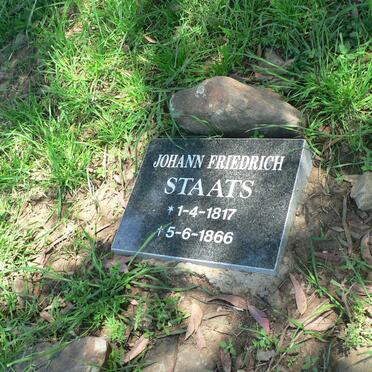 JOHANN FRIEDRICH
STAATS
* 1-4-1817
† 5-6-1866